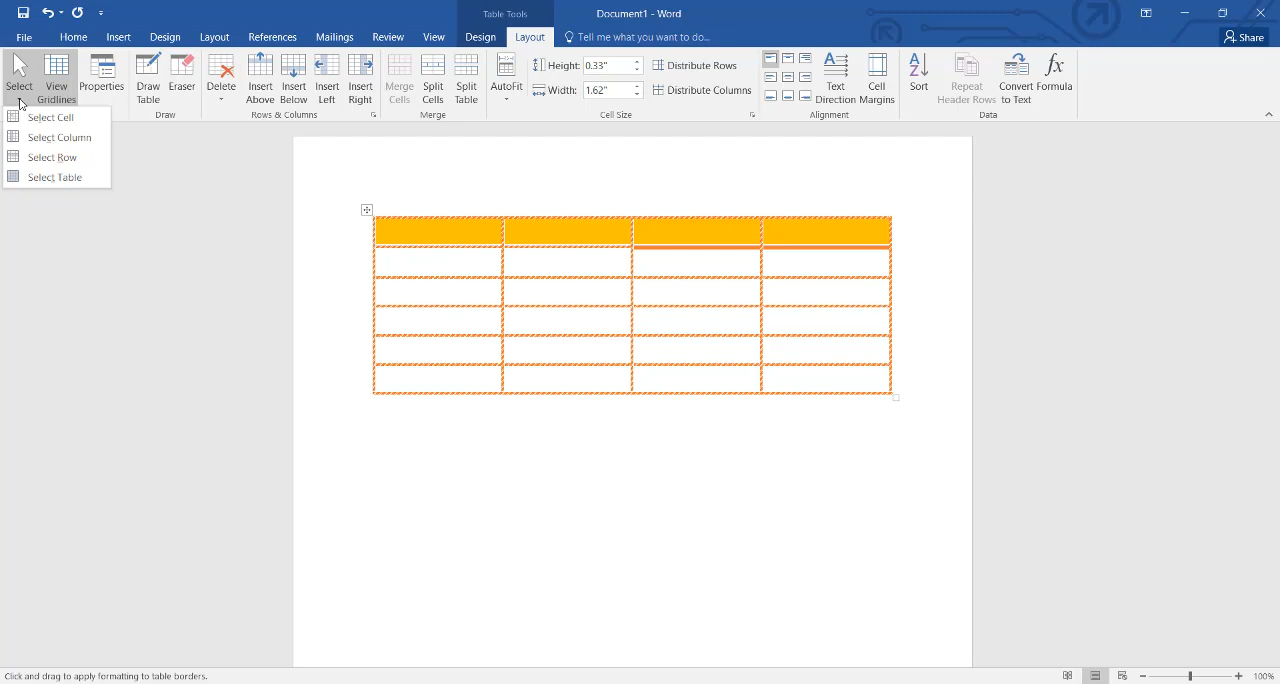 Table Tools
Document1 - Word
File Home Insert Design Layout References Mailings Review View Design Layout Tell me what you want to do... Share
Select View Gridlines Properties
Draw Table Eraser
Draw
Delete Insert Above Insert Below Insert Left Insert Right
Rows & Columns
Merge Cells Split Cells Split Table
Merge
AutoFit
Height: 0.33" Distribute Rows
Width: 1.62" Distribute Columns
Cell Size
Text Direction Cell Margins
Alignment
Sort Repeat Header Rows Convert to Text Formula
Data
Select Cell
Select Column
Select Row
Select Table
Click and drag to apply formatting to table borders.
100%